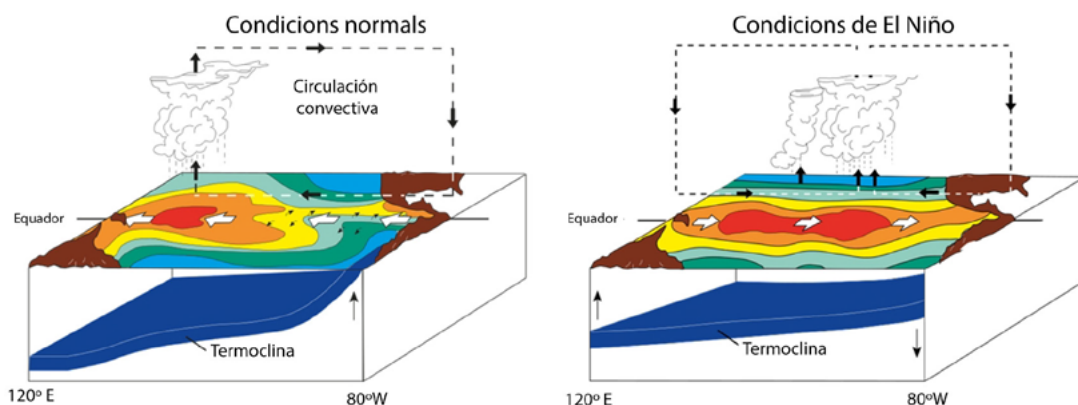 Condicions normals
Circulación
convectiva
Equador
Termoclina
120º E
80ºW
Condicions de El Niño
Equador
Termoclina
120º E
80ºW